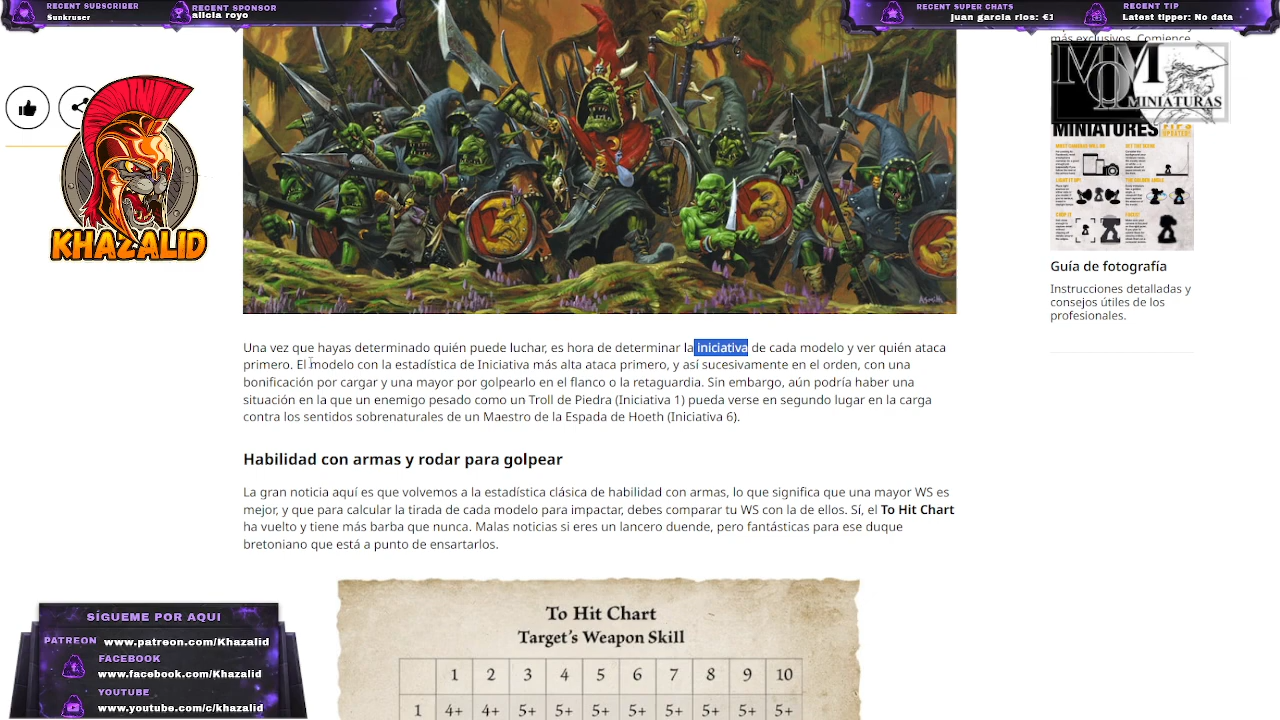 RECENT SUBSCRIBER
Sunkruser
RECENT SPONSOR
alicia royo
RECENT SUPER CHATS
juan garcia rios: €1
RECENT TIP
Latest tipper: No data
más exclusivos. Comience
MOM
MINIATURAS
MINIATURES
KHAZALID
Guía de fotografía
Instrucciones detalladas y
consejos útiles de los
profesionales.
Una vez que hayas determinado quién puede luchar, es hora de determinar la iniciativa de cada modelo y ver quién ataca
primero. El modelo con la estadística de Iniciativa más alta ataca primero, y así sucesivamente en el orden, con una
bonificación por cargar y una mayor por golpearlo en el flanco o la retaguardia. Sin embargo, aún podría haber una
situación en la que un enemigo pesado como un Troll de Piedra (Iniciativa 1) pueda verse en segundo lugar en la carga
contra los sentidos sobrenaturales de un Maestro de la Espada de Hoeth (Iniciativa 6).
Habilidad con armas y rodar para golpear
La gran noticia aquí es que volvemos a la estadística clásica de habilidad con armas, lo que significa que una mayor WS es
mejor, y que para calcular la tirada de cada modelo para impactar, debes comparar tu WS con la de ellos. Sí, el To Hit Chart
ha vuelto y tiene más barba que nunca. Malas noticias si eres un lancero duende, pero fantásticas para ese duque
bretoniano que está a punto de ensartarlos.
To Hit Chart
Target's Weapon Skill
1 2 3 4 5 6 7 8 9 10
1 4+ 4+ 5+ 5+ 5+ 5+ 5+ 5+ 5+ 5+
SÍGUEME POR AQUI
PATREON www.patreon.com/Khazalid
FACEBOOK
www.facebook.com/Khazalid
YOUTUBE
www.youtube.com/c/khazalid